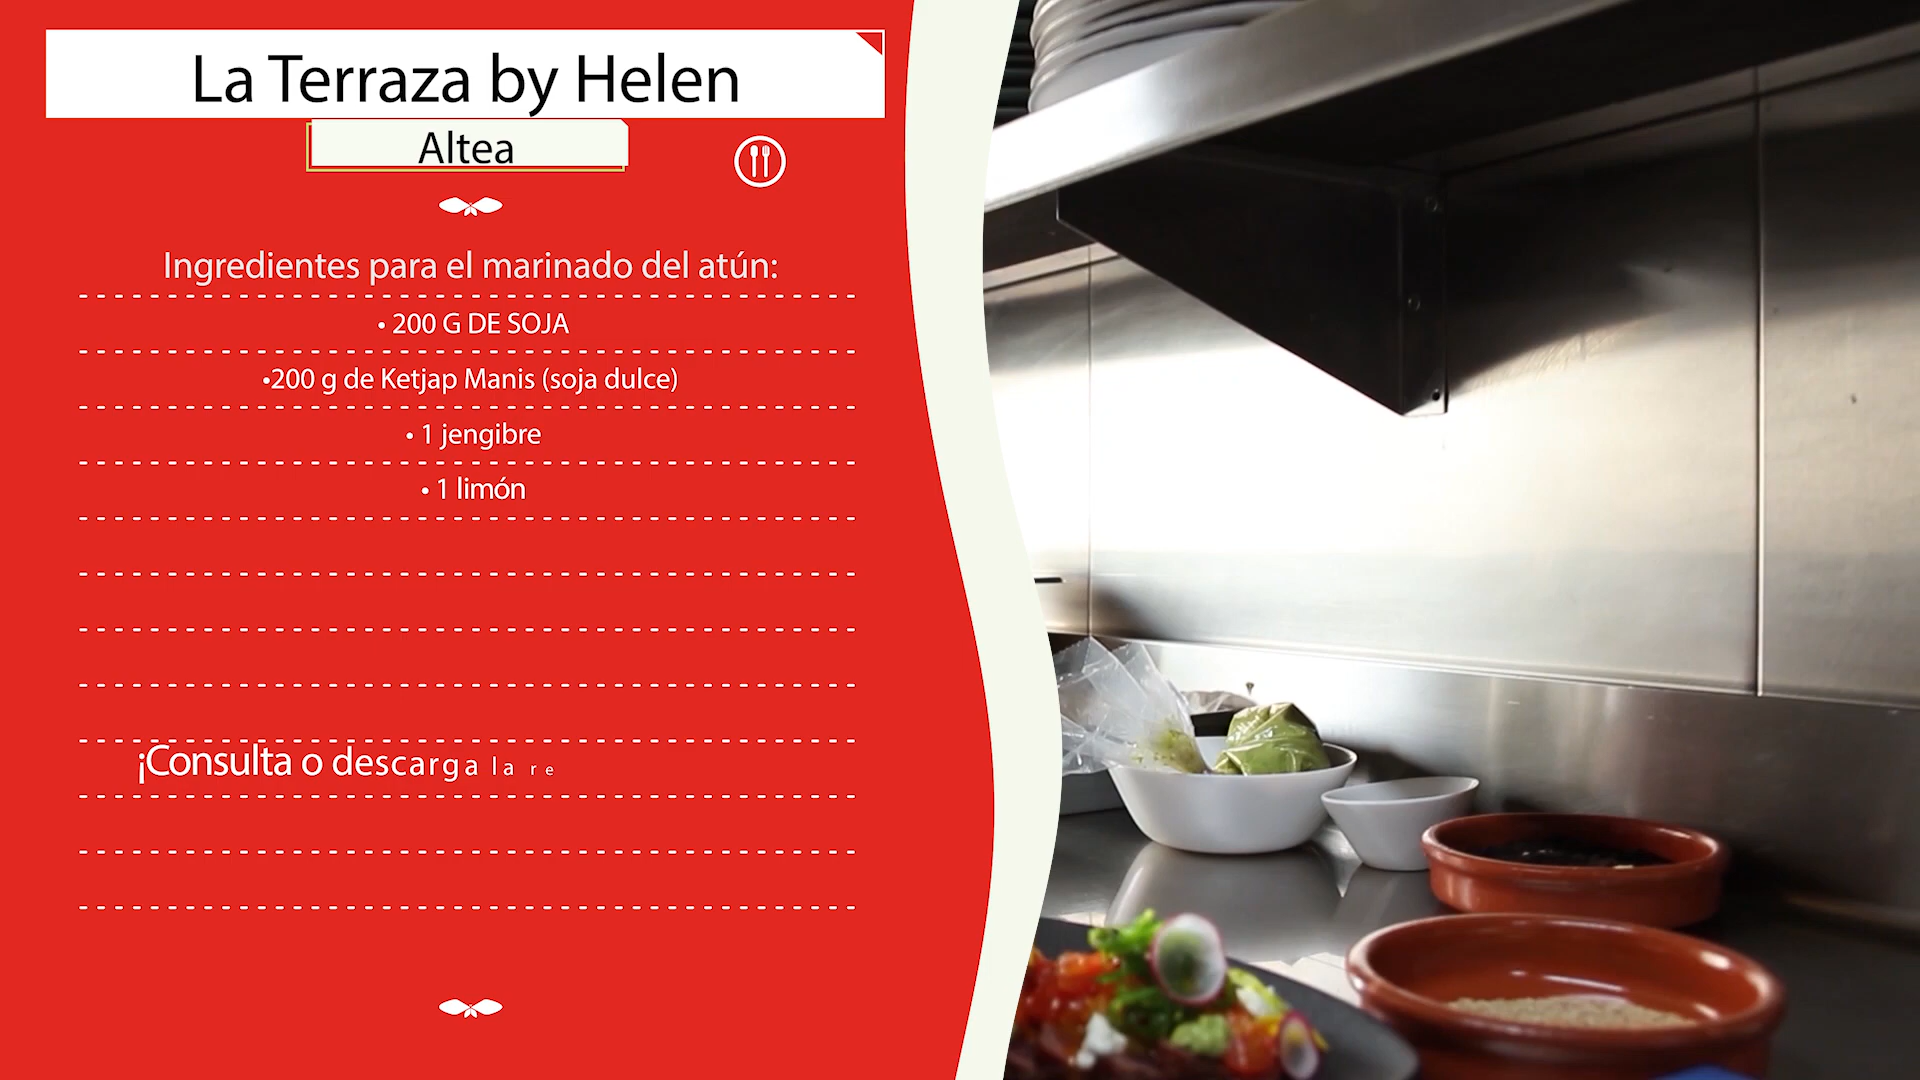 La Terraza by Helen
Altea
Ingredientes para el marinado del atún:
• 200 G DE SOJA
•200 g de Ketjap Manis (soja dulce)
• 1 jengibre
• 1 limón
¡Consulta o descarga la re